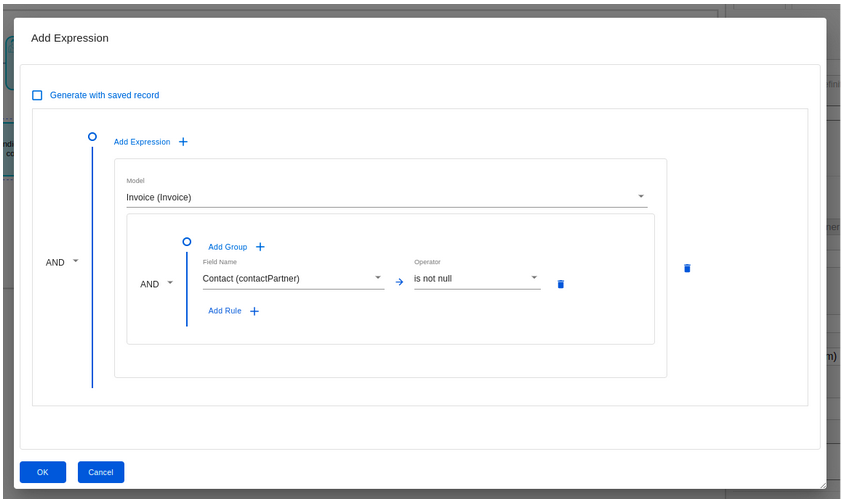 Add Expression
Generate with saved record
Add Expression
Model
Invoice (Invoice)
AND
Add Group
Field Name
Operator
AND
Contact (contactPartner)
is not null
Add Rule
OK
Cancel
m)